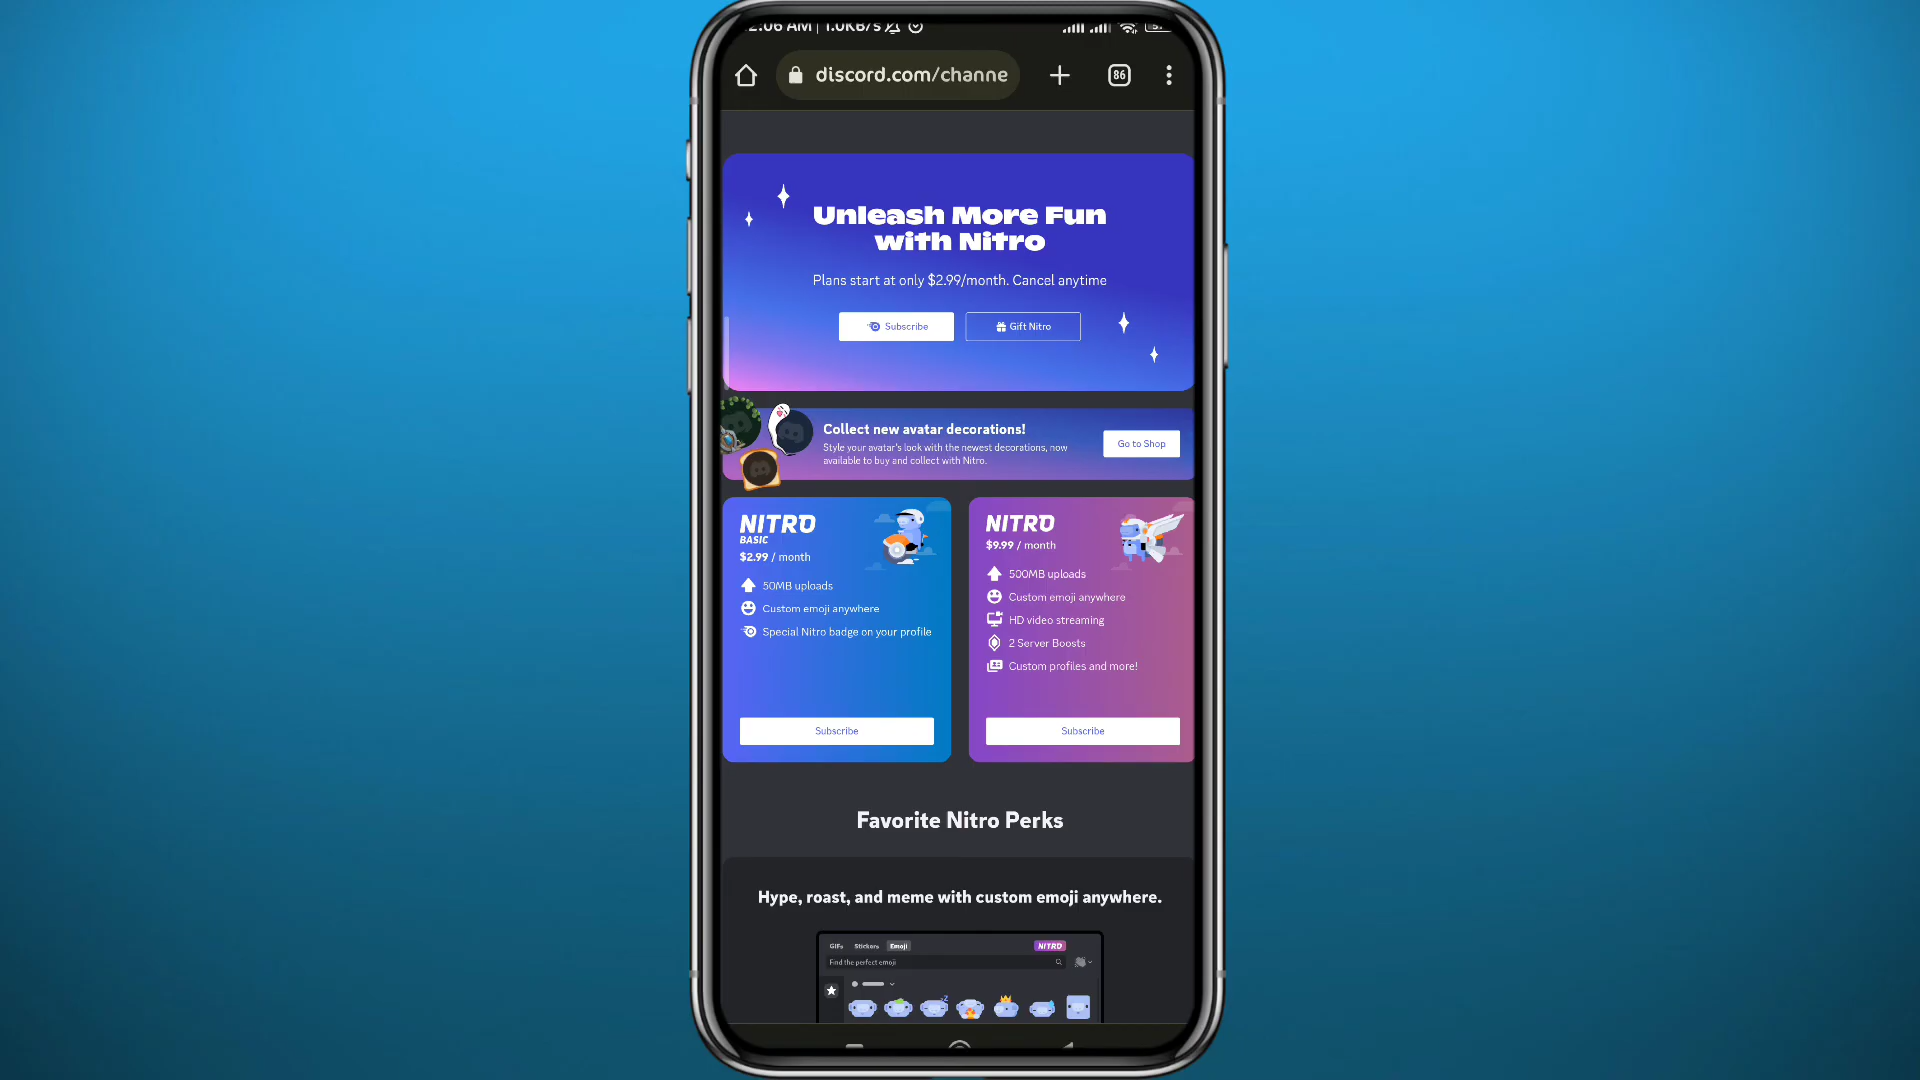 2:06 AM | 1.0KB/s
discord.com/channe
86
Unleash More Fun
with Nitro
Plans start at only $2.99/month. Cancel anytime
Subscribe
Gift Nitro
Collect new avatar decorations!
Style your avatar's look with the newest decorations, now
available to buy and collect with Nitro.
Go to Shop
NITRO
BASIC
$2.99 / month
50MB uploads
Custom emoji anywhere
Special Nitro badge on your profile
Subscribe
NITRO
$9.99 / month
500MB uploads
Custom emoji anywhere
HD video streaming
2 Server Boosts
Custom profiles and more!
Subscribe
Favorite Nitro Perks
Hype, roast, and meme with custom emoji anywhere.
GIFs Stickers Emoji
NITRO
Find the perfect emoji